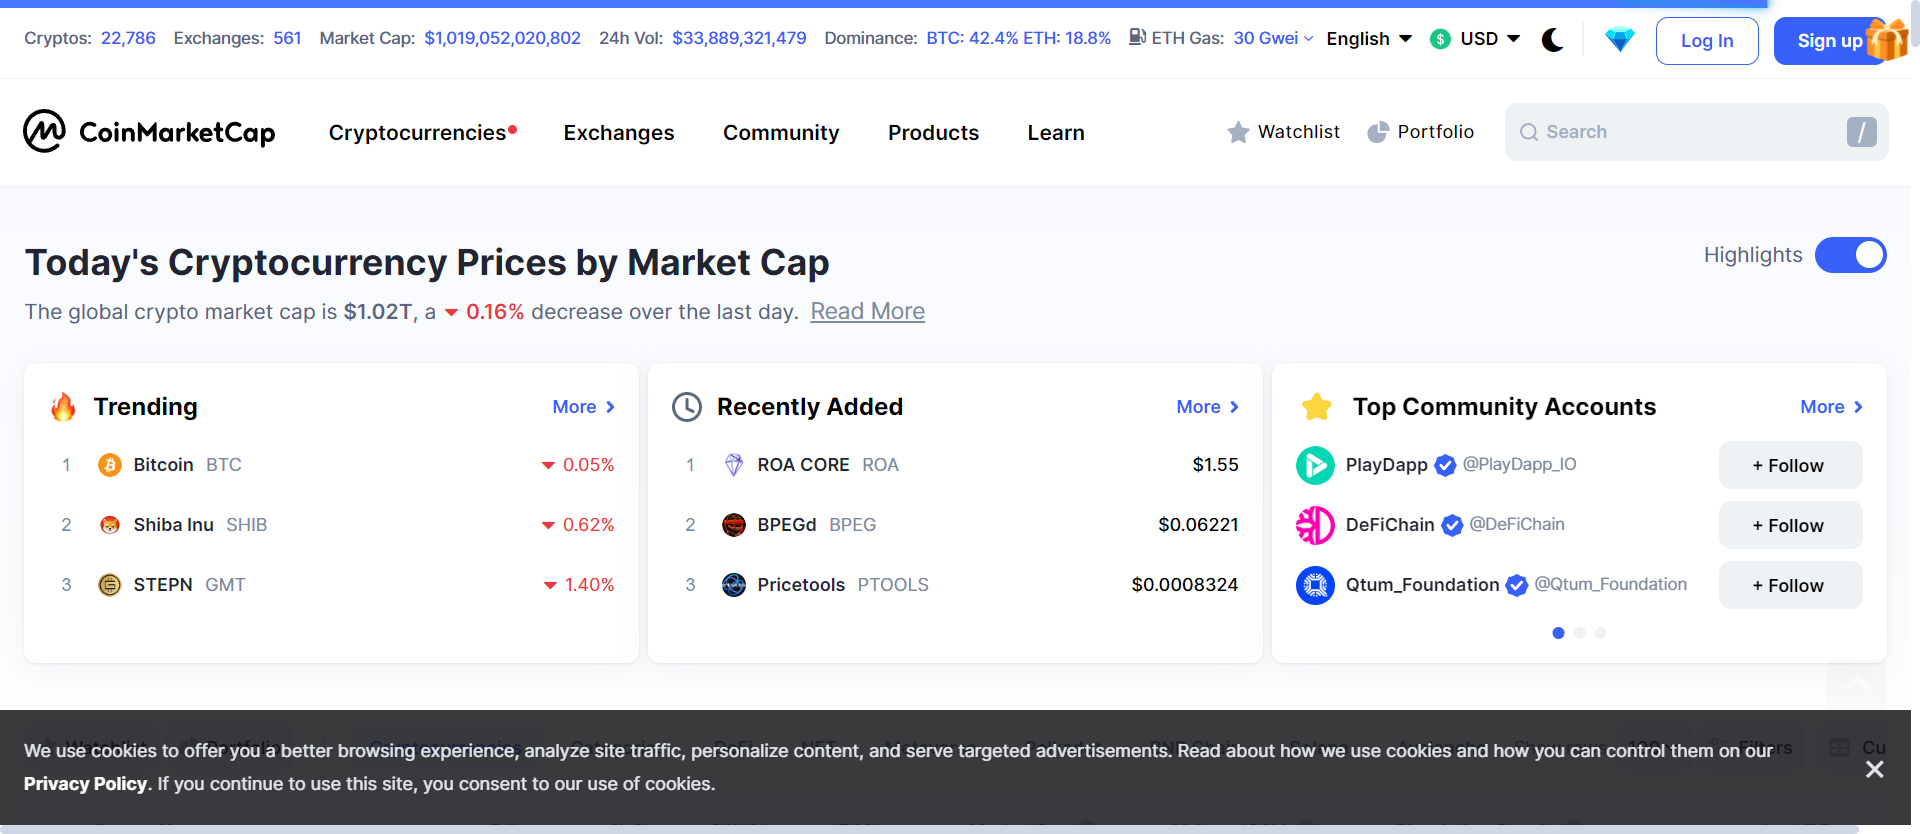 Cryptos: 22,786 Exchanges: 561 Market Cap: $1,019,052,020,802 24h Vol: $33,889,321,479 Dominance: BTC: 42.4% ETH: 18.8% ETH Gas: 30 Gwei English $ USD Log In Sign up
CoinMarketCap Cryptocurrencies Exchanges Community Products Learn Watchlist Portfolio Search /
Today's Cryptocurrency Prices by Market Cap Highlights
The global crypto market cap is $1.02T, a 0.16% decrease over the last day. Read More
Trending More
1 Bitcoin BTC 0.05%
2 Shiba Inu SHIB 0.62%
3 STEPN GMT 1.40%
Recently Added More
1 ROA CORE ROA $1.55
2 BPEGd BPEG $0.06221
3 Pricetools PTOOLS $0.0008324
Top Community Accounts More
PlayDapp @PlayDapp_IO + Follow
DeFiChain @DeFiChain + Follow
Qtum_Foundation @Qtum_Foundation + Follow
We use cookies to offer you a better browsing experience, analyze site traffic, personalize content, and serve targeted advertisements. Read about how we use cookies and how you can control them on our
Privacy Policy. If you continue to use this site, you consent to our use of cookies.